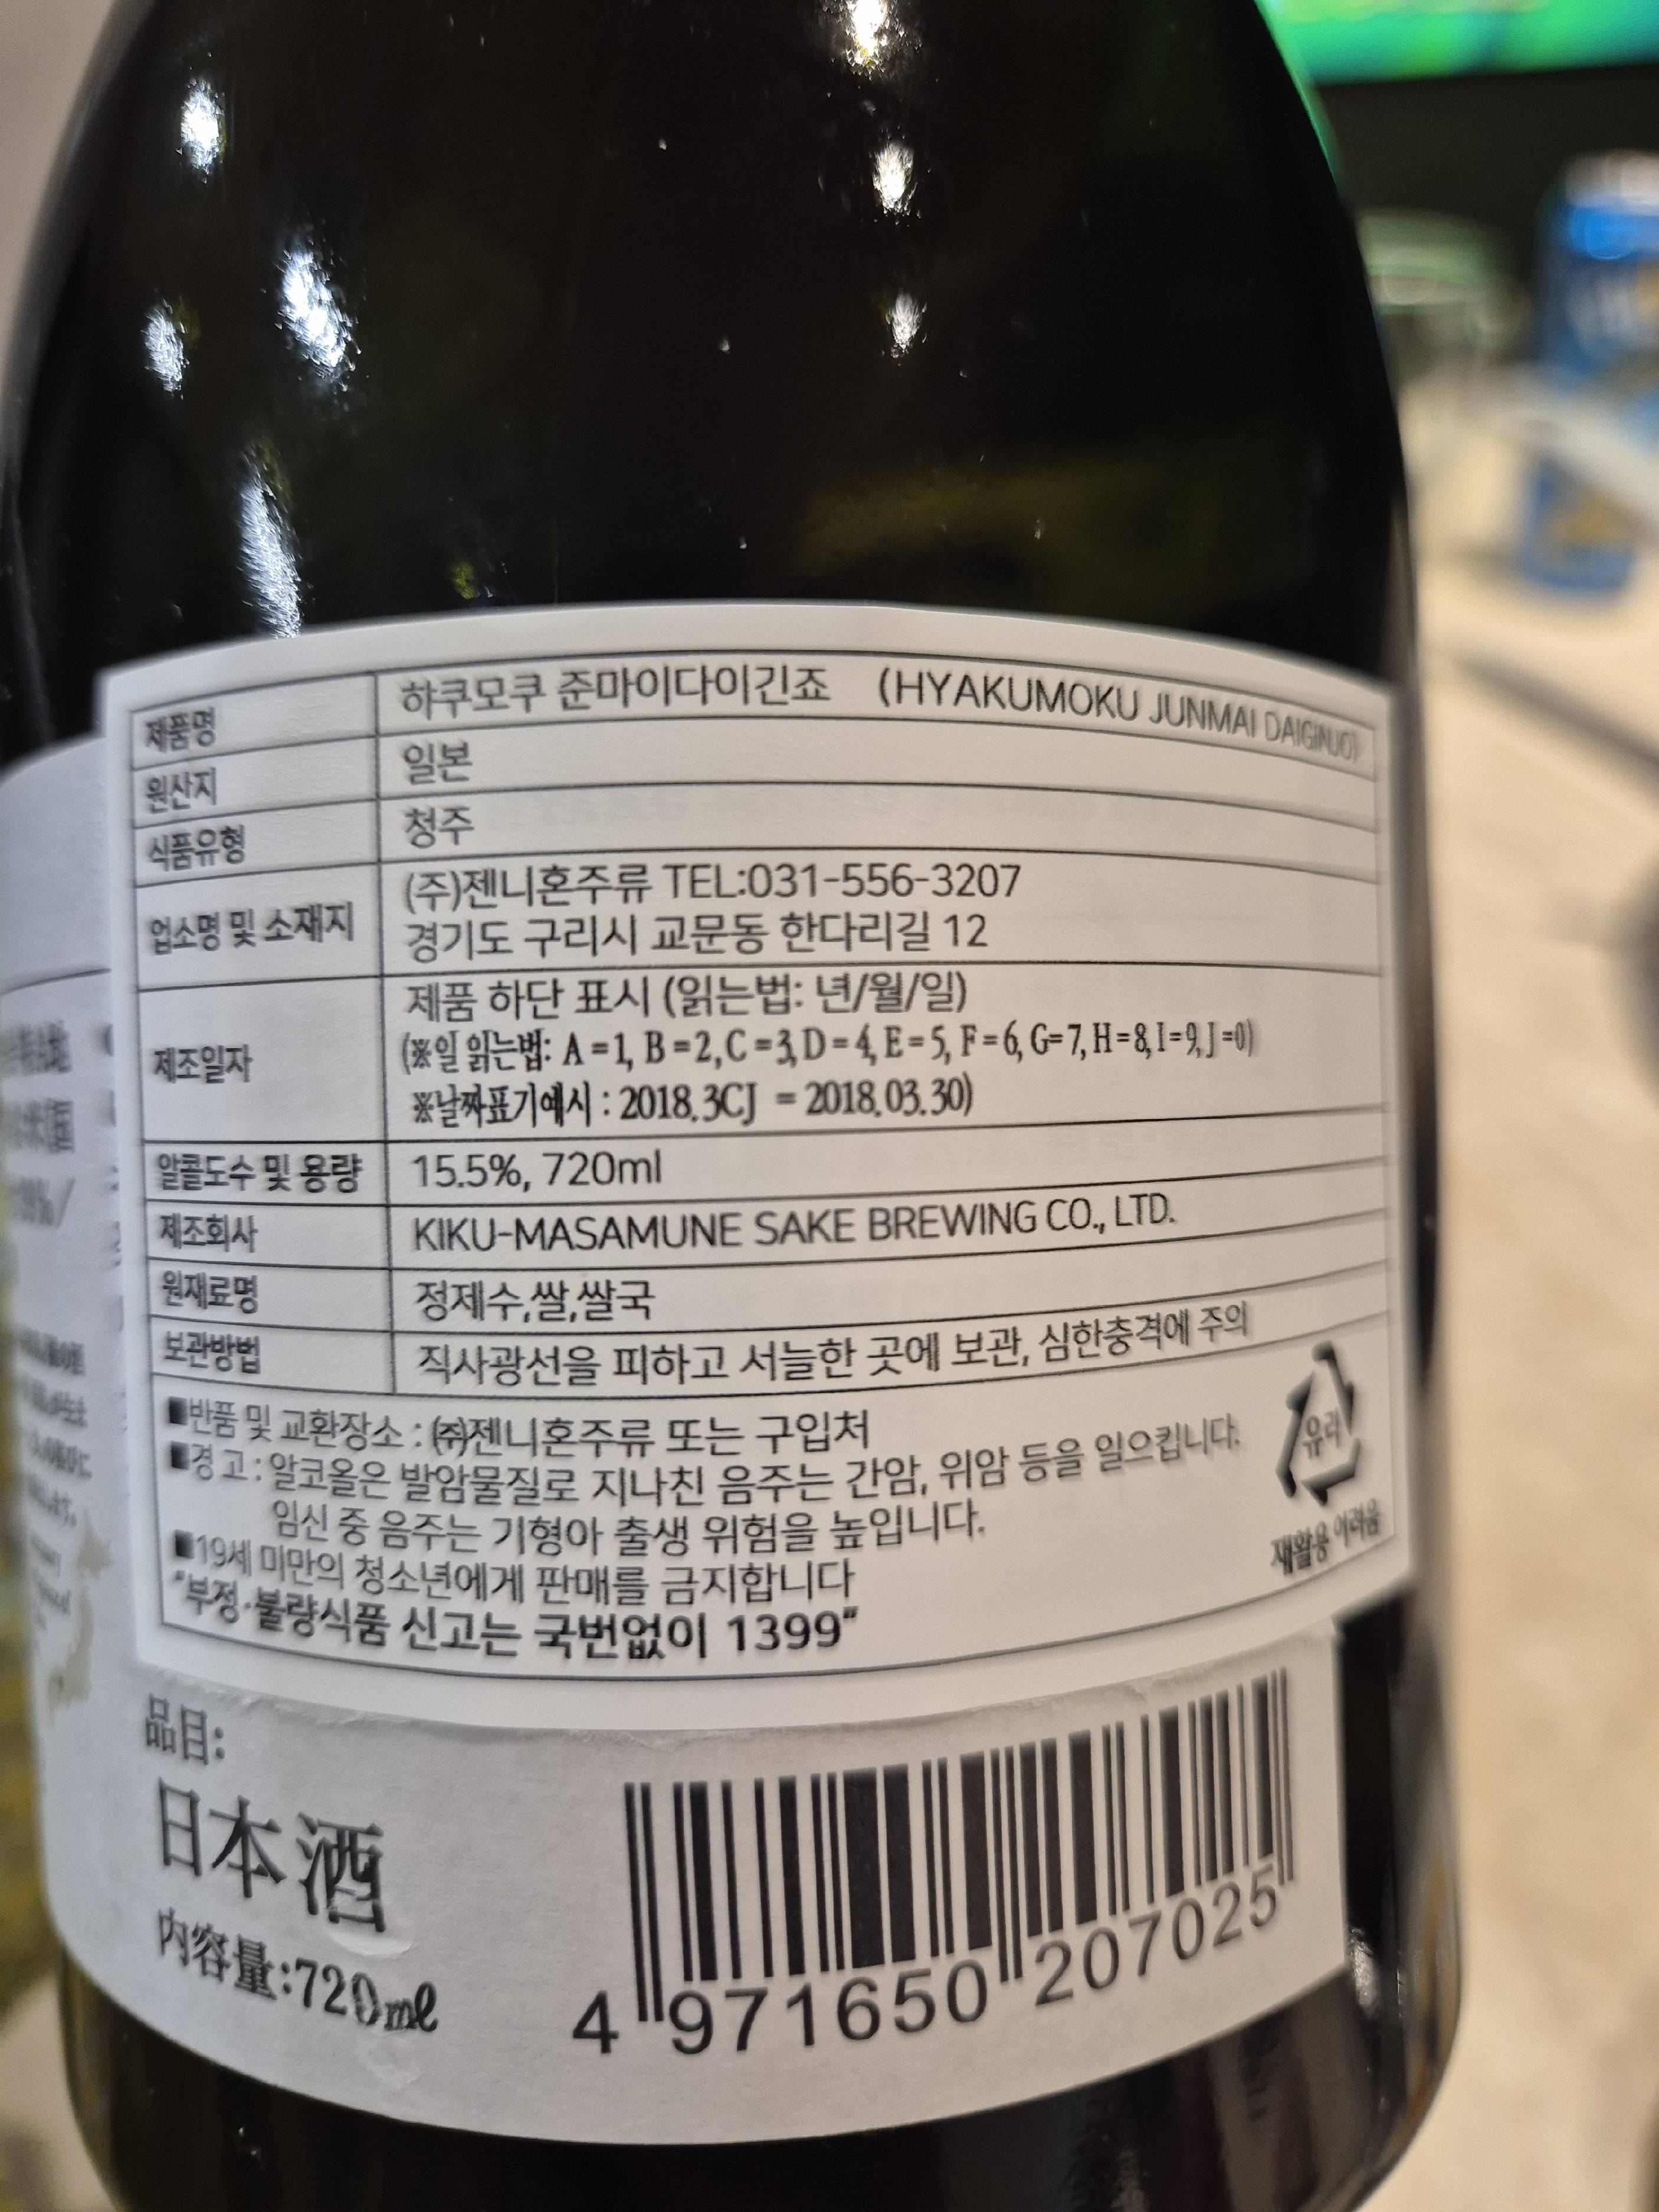 제품명 하쿠모쿠 준마이다이긴죠 (HYAKUMOKU JUNMAI DAIGINJO)
원산지 일본
식품유형 청주
업소명 및 소재지 (주)젠니혼주류 TEL:031-556-3207
경기도 구리시 교문동 한다리길 12
제조일자 제품 하단 표시 (읽는법: 년/월/일)
(※일 읽는법: A=1, B=2, C=3, D=4, E=5, F=6, G=7, H=8, I=9, J=0)
※날짜표기예시 : 2018.3CJ = 2018.03.30)
알콜도수 및 용량 15.5%, 720ml
제조회사 KIKU-MASAMUNE SAKE BREWING CO., LTD.
원재료명 정제수,쌀,쌀국
보관방법 직사광선을 피하고 서늘한 곳에 보관, 심한충격에 주의
■반품 및 교환장소 : ㈜젠니혼주류 또는 구입처
■경 고 : 알코올은 발암물질로 지나친 음주는 간암, 위암 등을 일으킵니다.
임신 중 음주는 기형아 출생 위험을 높입니다.
■19세 미만의 청소년에게 판매를 금지합니다
"부정·불량식품 신고는 국번없이 1399"
유리
재활용 어려움
品目:
日本酒
内容量:720ml
4 971650 207025